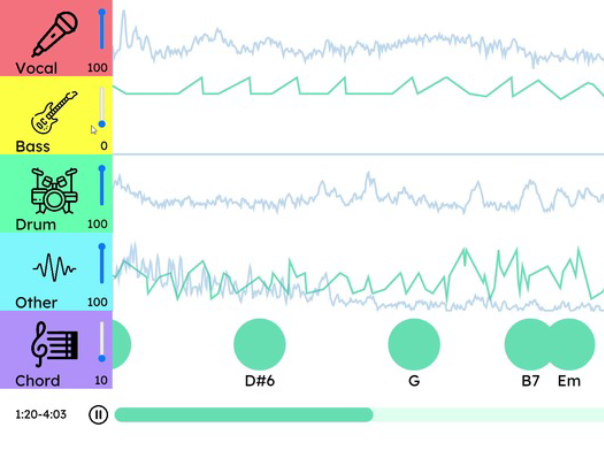 Vocal 100
Bass 0
Drum 100
Other 100
D#6 G B7 Em
Chord 10
1:20-4:03